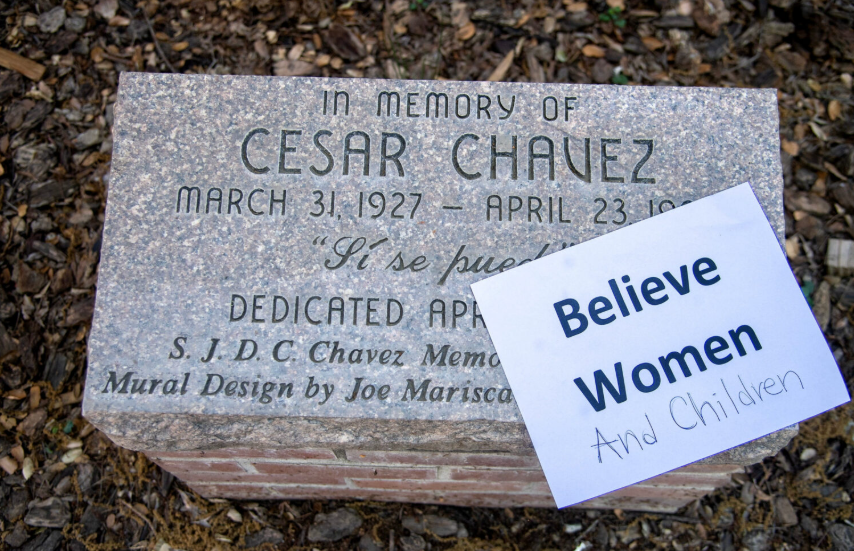 IN MEMORY OF
CESAR CHAVEZ
MARCH 31, 1927 – APRIL 23
"Sí se
DEDICATED
S. J. D. C. Chavez
Mural Design by Joe
Believe
Women
And Children